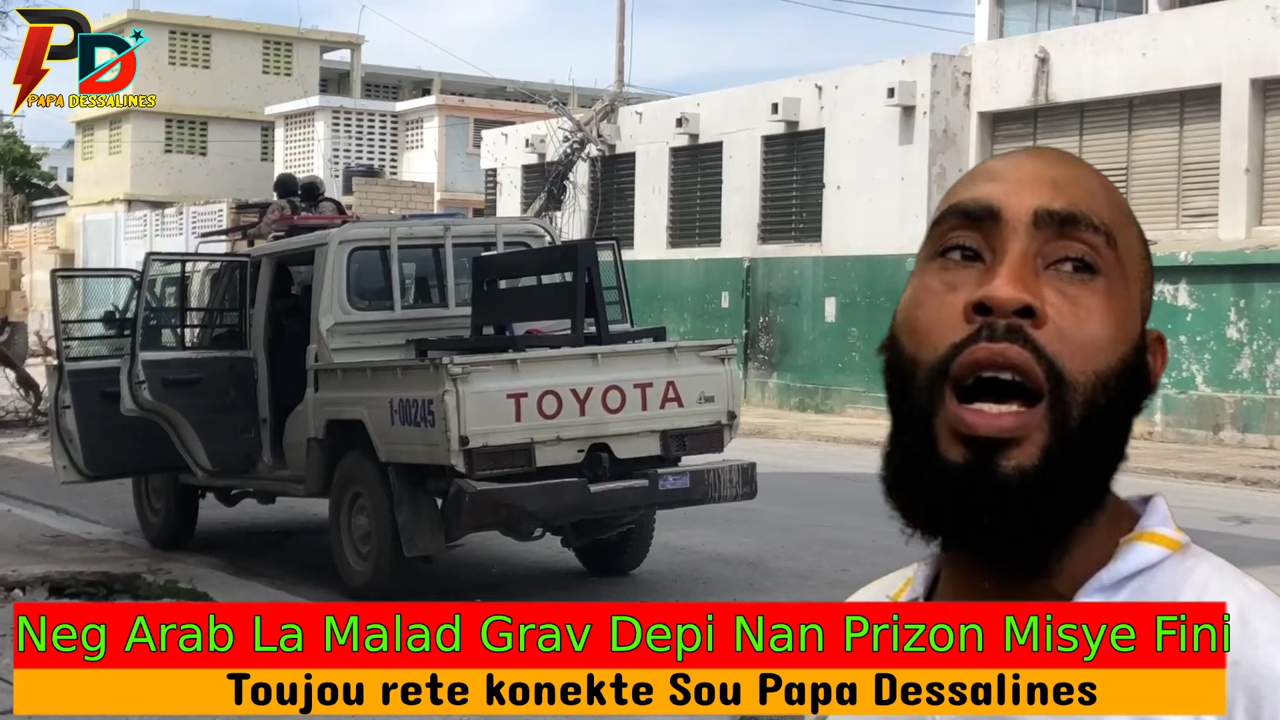 PD
PAPA DESSALINES
TOYOTA
1-00245
Neg Arab La Malad Grav Depi Nan Prizon Misye Fini
Toujou rete konekte Sou Papa Dessalines